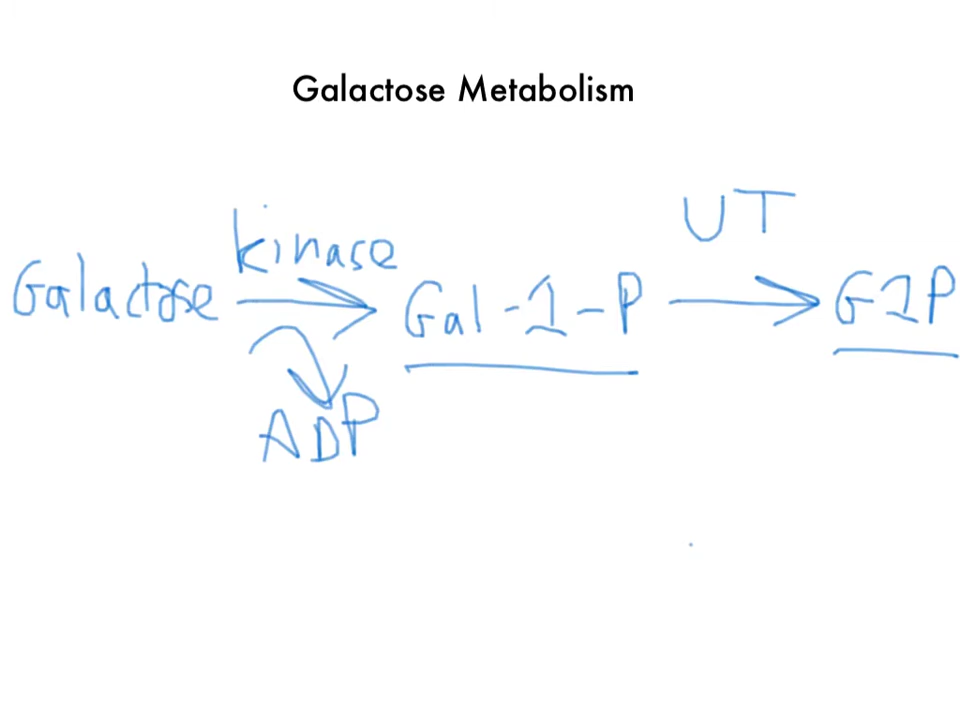 Galactose Metabolism
UT
kinase
Galactose Gal-1-P G1P
ADP